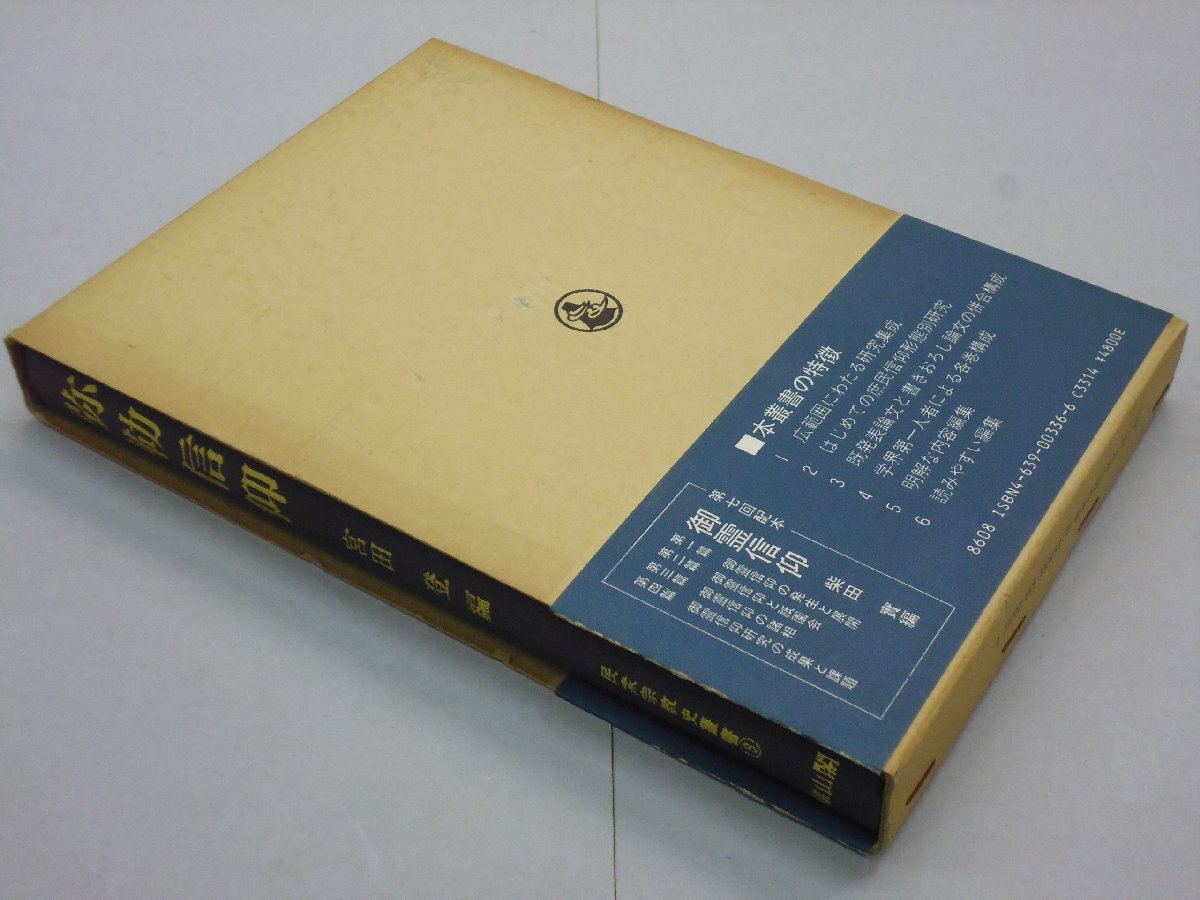 弥勒信仰
宮田 登 編
民衆宗教史叢書⑧
雄山閣
■本叢書の特徴
1 広範囲にわたる研究集成
2 はじめての庶民信仰形態別研究
3 既発表論文と書きおろし論文の併合構成
4 学界第一人者による各巻構成
5 明解な内容編集
6 読みやすい編集
第七回配本
御霊信仰 柴田 實編
第一篇 御霊信仰の発生と展開
第二篇 御霊信仰と祇園会
第三篇 御霊信仰の諸相
第四篇 御霊信仰研究の成果と課題
8608 ISBN4-639-00336-6 C3314 ¥4800E